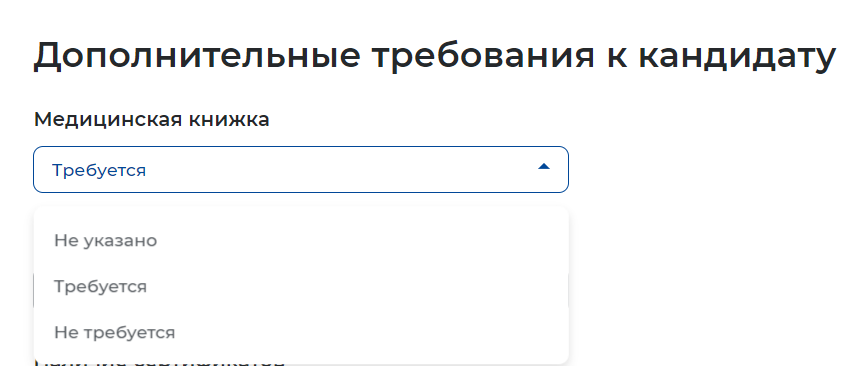 Дополнительные требования к кандидату
Медицинская книжка
Требуется
Не указано
Требуется
Не требуется